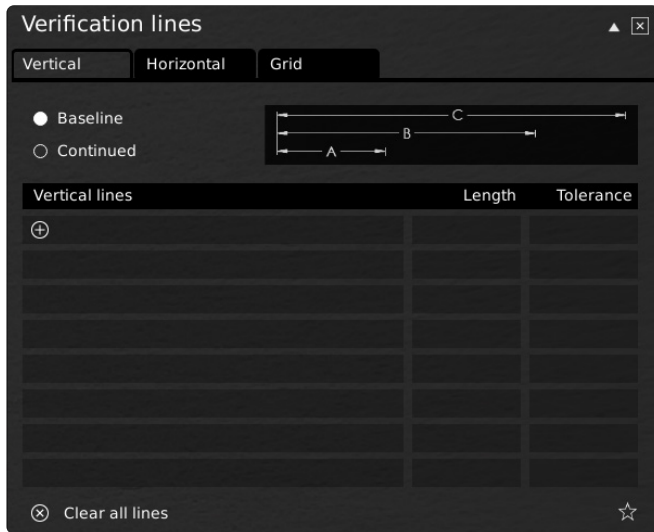 Verification lines
Vertical Horizontal Grid
Baseline
Continued
C
B
A
Vertical lines Length Tolerance
Clear all lines